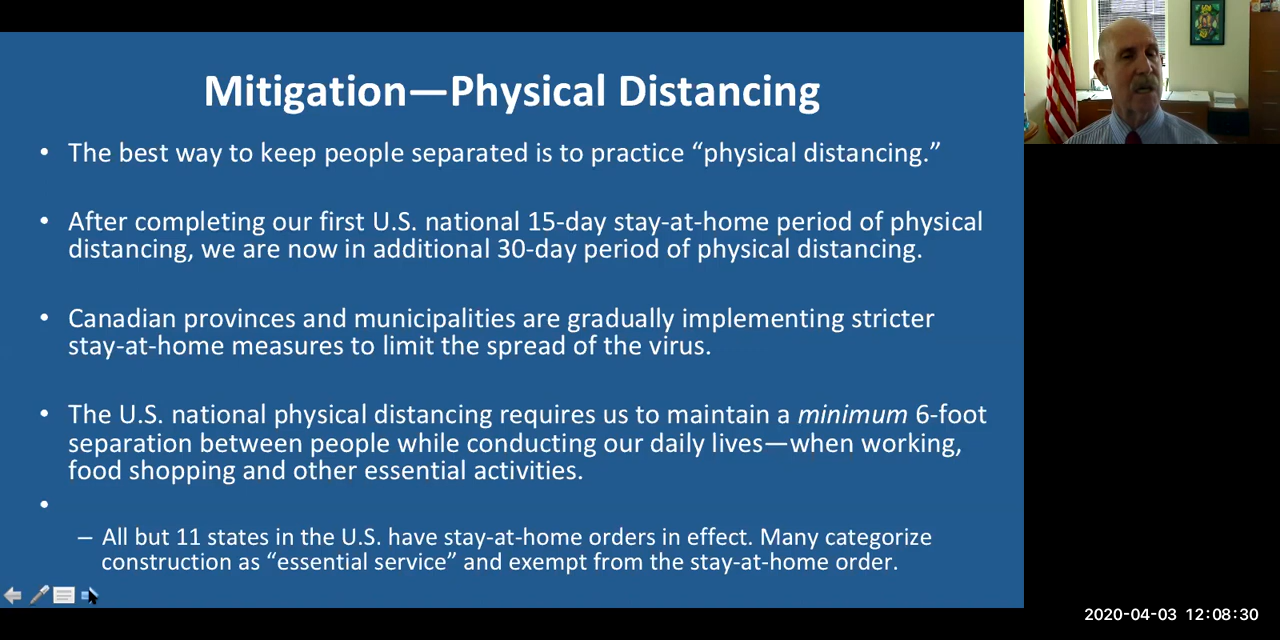 Mitigation—Physical Distancing
• The best way to keep people separated is to practice “physical distancing.”
• After completing our first U.S. national 15-day stay-at-home period of physical
distancing, we are now in additional 30-day period of physical distancing.
• Canadian provinces and municipalities are gradually implementing stricter
stay-at-home measures to limit the spread of the virus.
• The U.S. national physical distancing requires us to maintain a minimum 6-foot
separation between people while conducting our daily lives—when working,
food shopping and other essential activities.
•
– All but 11 states in the U.S. have stay-at-home orders in effect. Many categorize
construction as “essential service” and exempt from the stay-at-home order.
2020-04-03 12:08:30